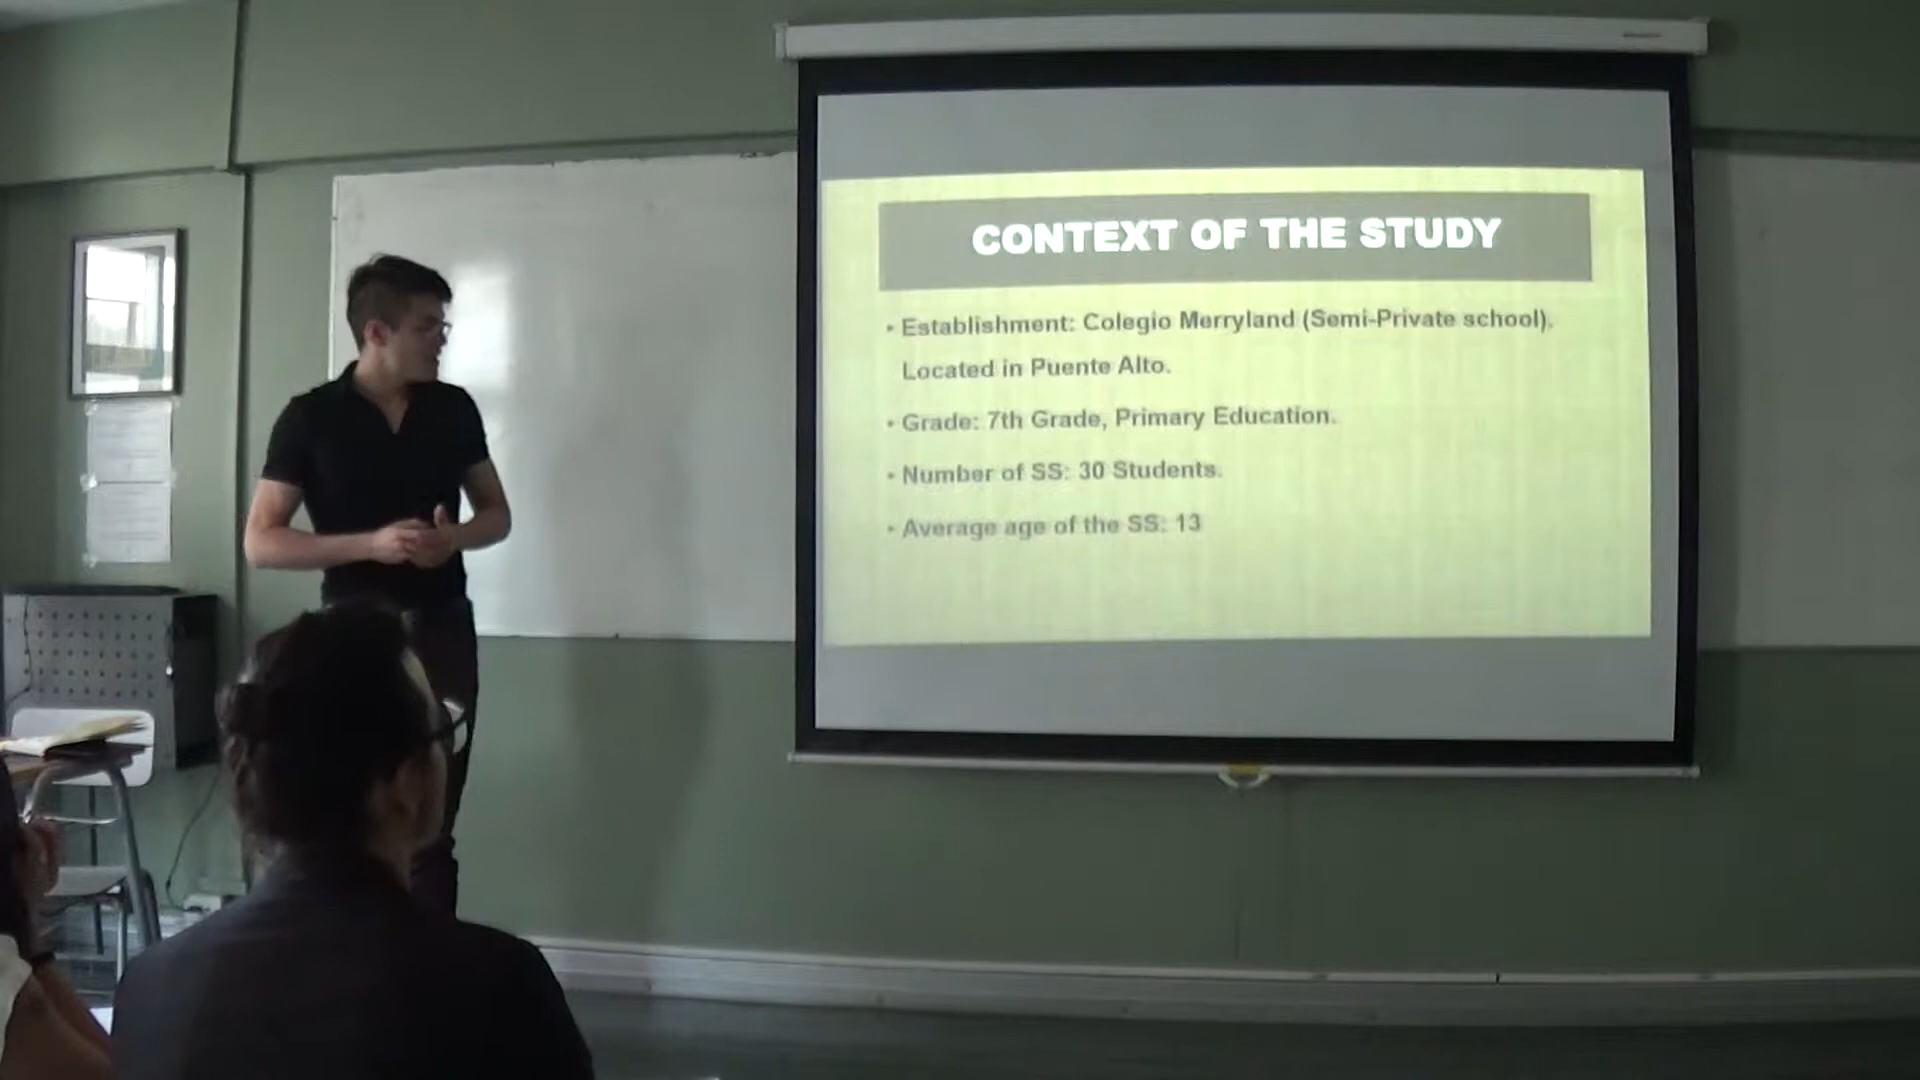 CONTEXT OF THE STUDY
• Establishment: Colegio Merryland (Semi-Private school).
Located in Puente Alto.
• Grade: 7th Grade, Primary Education.
• Number of SS: 30 Students.
• Average age of the SS: 13